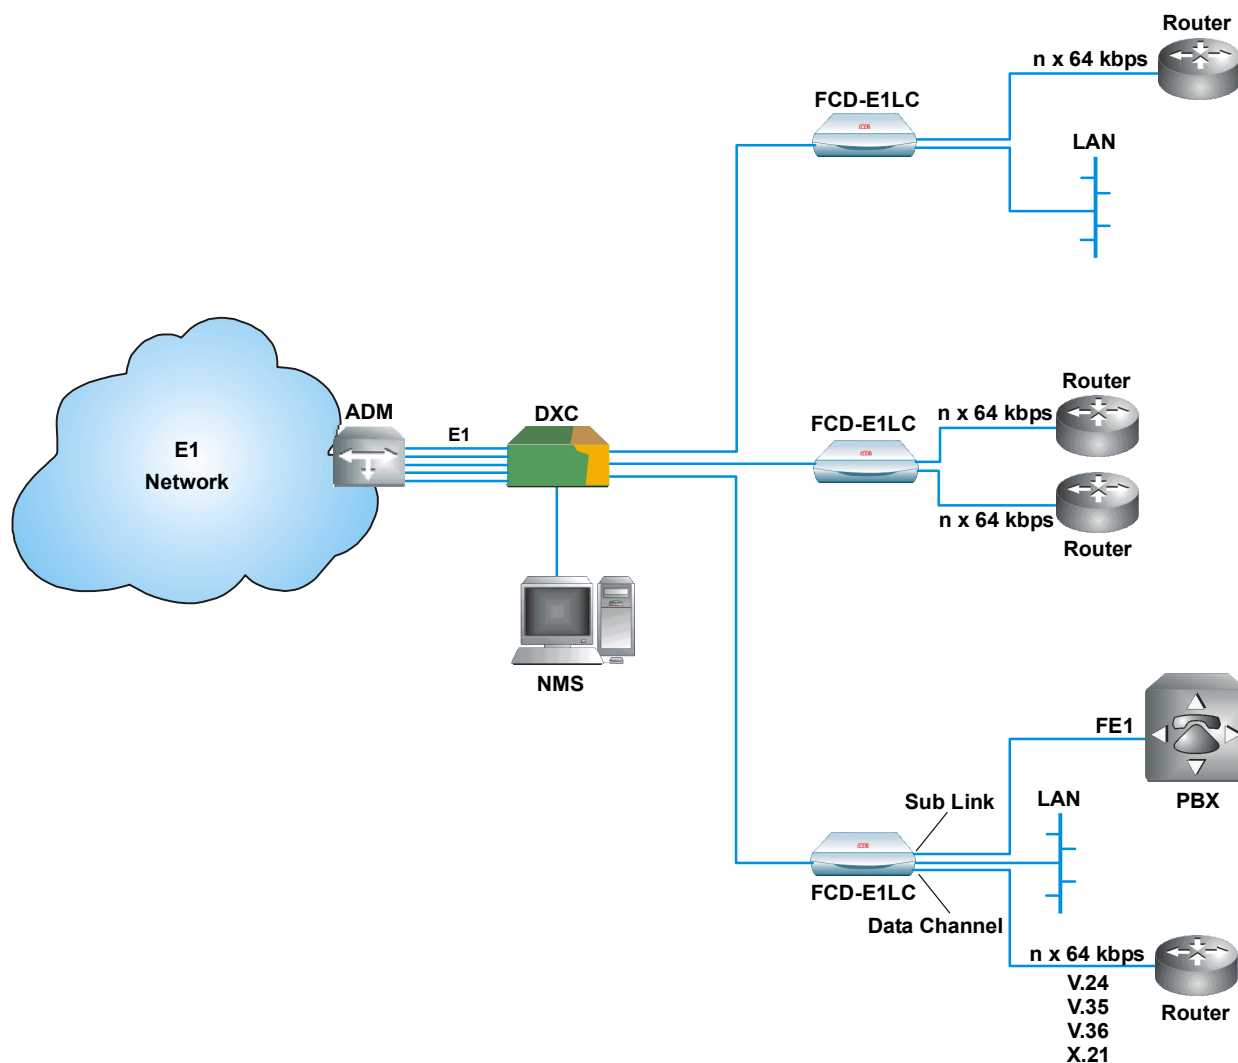 Router
n x 64 kbps
FCD-E1LC
LAN
Router
n x 64 kbps
FCD-E1LC
n x 64 kbps
Router
E1
Network
ADM
E1
DXC
NMS
FE1
PBX
Sub Link
LAN
FCD-E1LC
Data Channel
n x 64 kbps
V.24
V.35
V.36
X.21
Router